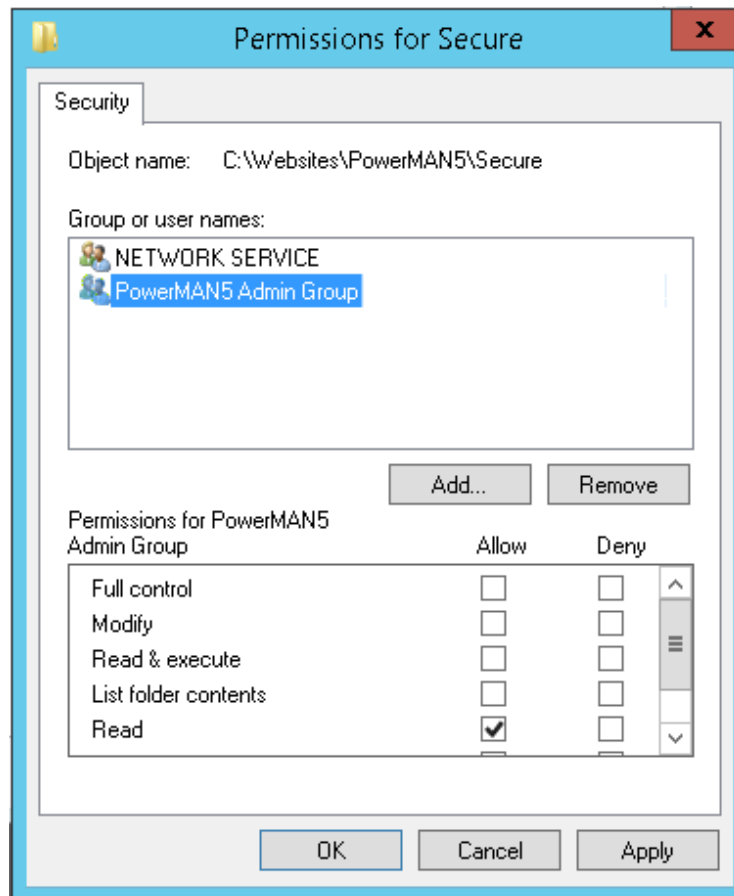 Permissions for Secure
x
Security
Object name: C:\Websites\PowerMAN5\Secure
Group or user names:
NETWORK SERVICE
PowerMAN5 Admin Group
Add... Remove
Permissions for PowerMAN5
Admin Group Allow Deny
Full control
Modify
Read & execute
List folder contents
Read
OK Cancel Apply